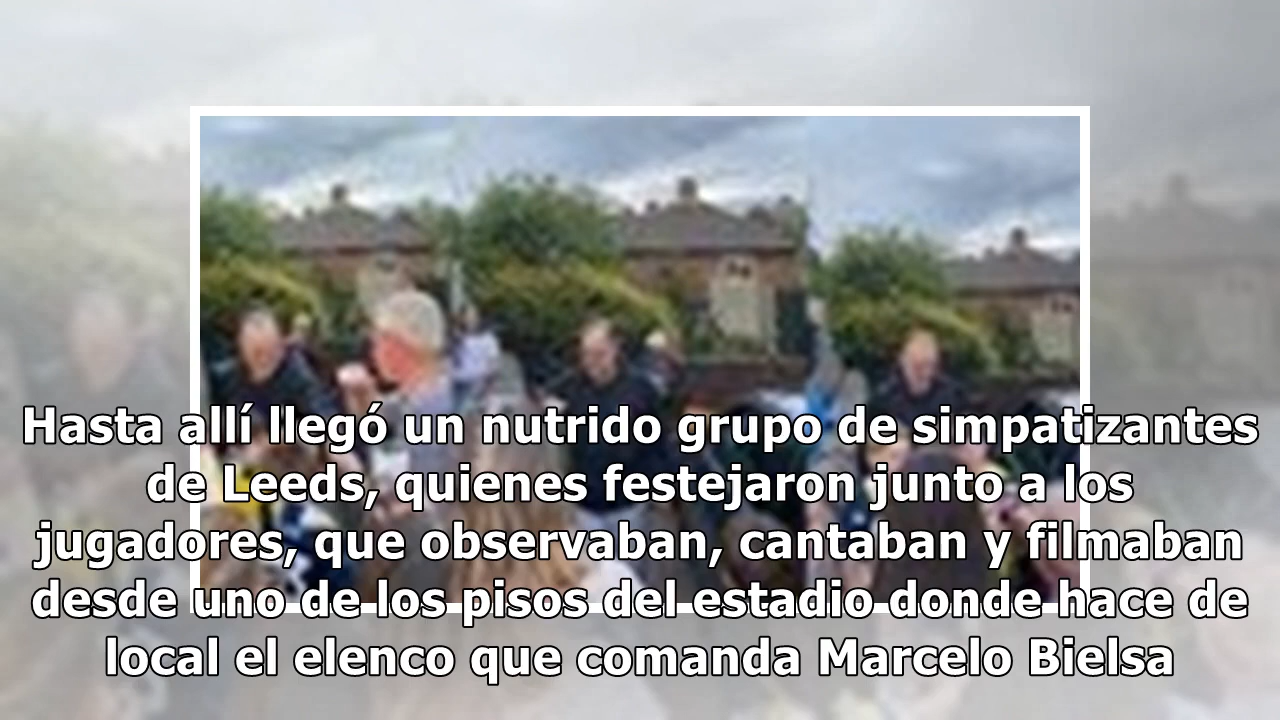 Hasta allí llegó un nutrido grupo de simpatizantes
de Leeds, quienes festejaron junto a los
jugadores, que observaban, cantaban y filmaban
desde uno de los pisos del estadio donde hace de
local el elenco que comanda Marcelo Bielsa